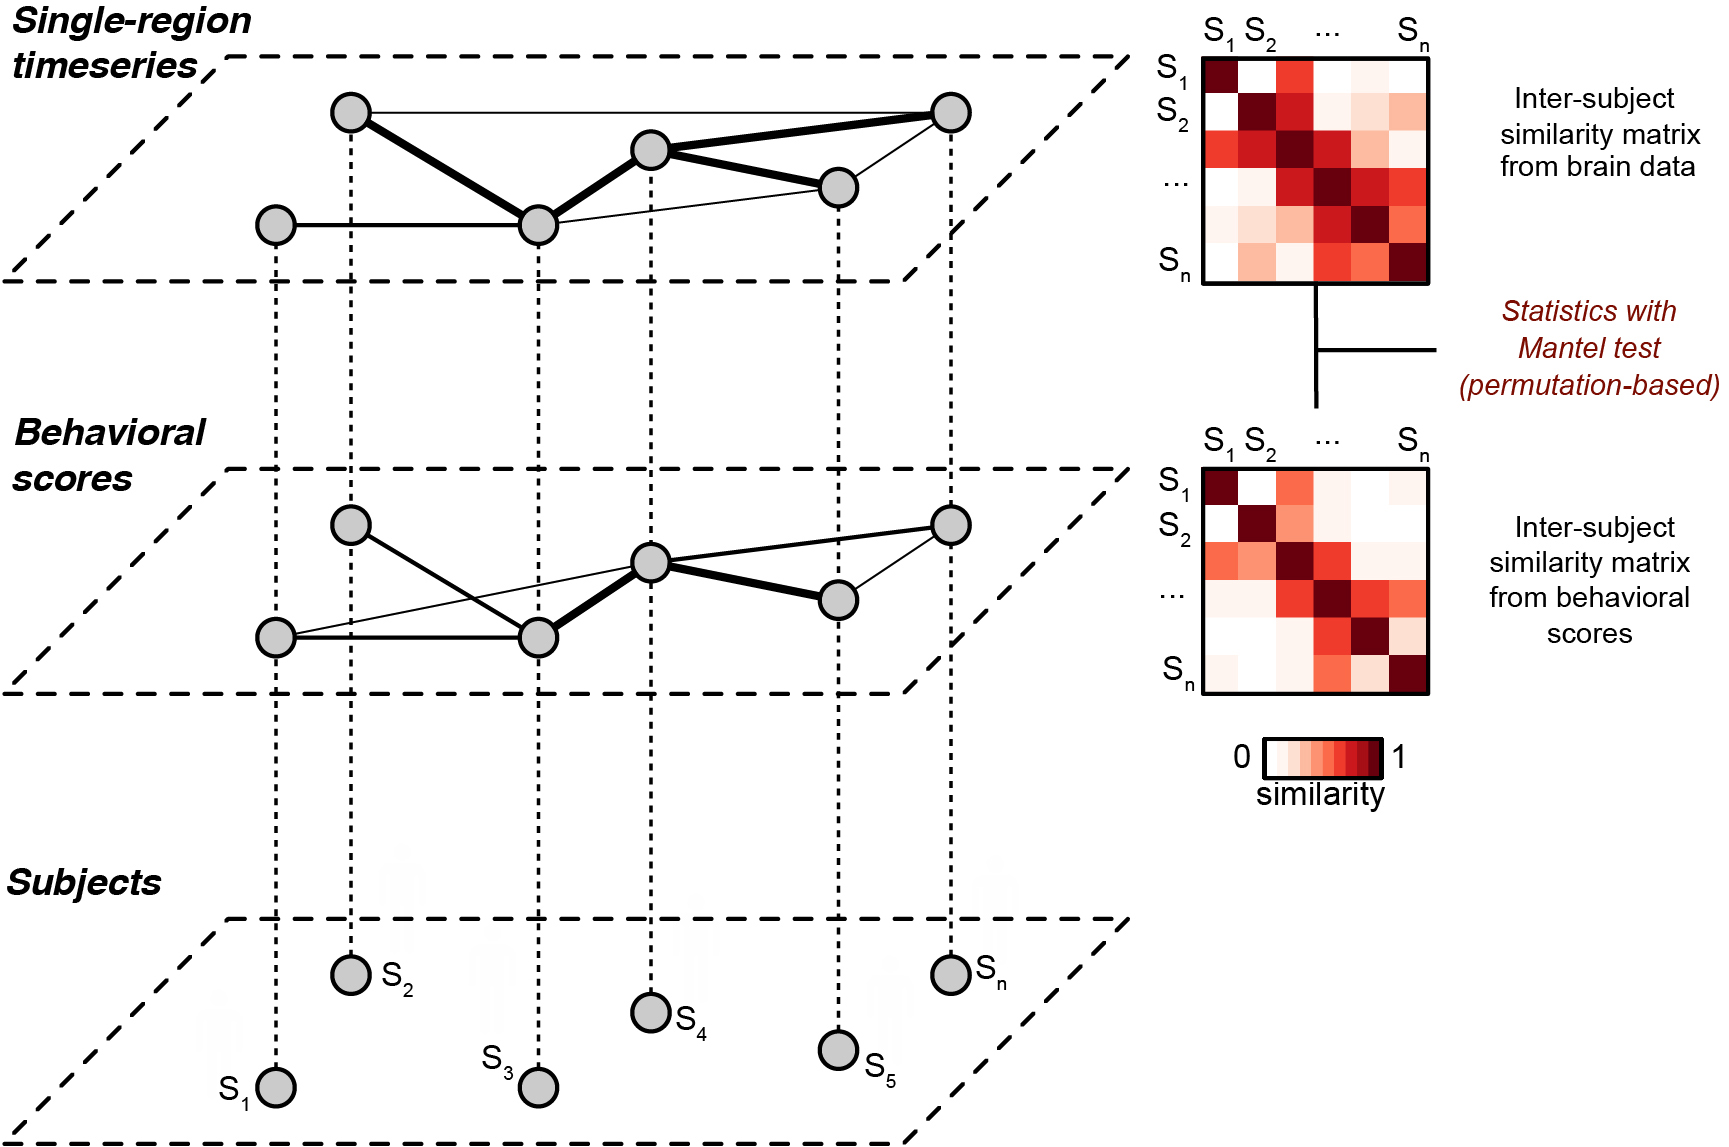 Single-region
timeseries
S1 S2 ... Sn
S1
S2
...
Sn
Inter-subject
similarity matrix
from brain data
Statistics with
Mantel test
(permutation-based)
Behavioral
scores
S1 S2 ... Sn
S1
S2
...
Sn
Inter-subject
similarity matrix
from behavioral
scores
0 1
similarity
Subjects
S2
Sn
S4
S3
S5
S1